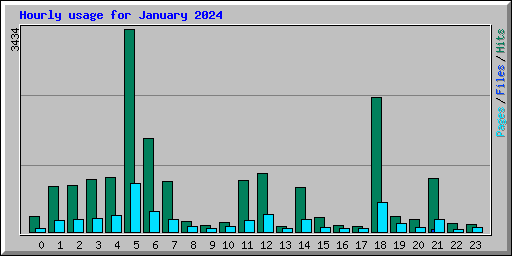 Hourly usage for January 2024
3434
Pages/Files/Hits
0 1 2 3 4 5 6 7 8 9 10 11 12 13 14 15 16 17 18 19 20 21 22 23